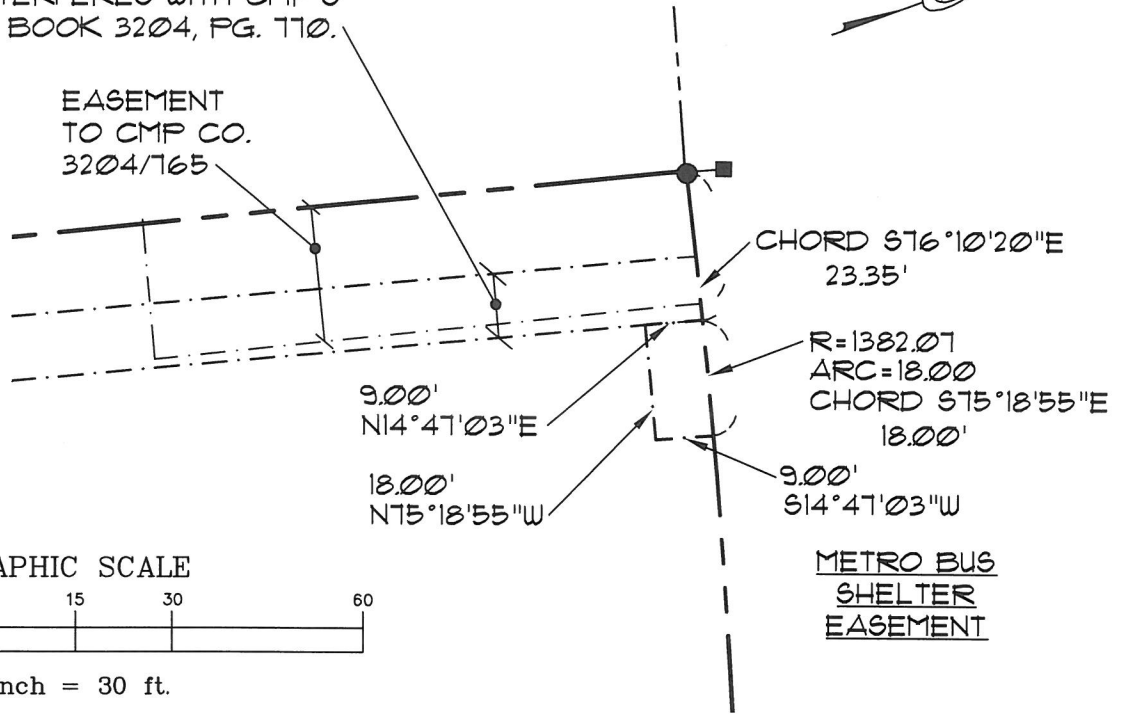 BOOK 3204, PG. 770.
EASEMENT
TO CMP CO.
3204/765
CHORD S76°10'20"E
23.35'
R=1382.07
ARC=18.00
CHORD S75°18'55"E
18.00'
9.00'
N14°47'03"E
18.00'
N75°18'55"W
9.00'
S14°47'03"W
METRO BUS
SHELTER
EASEMENT
APHIC SCALE
15 30 60
nch = 30 ft.